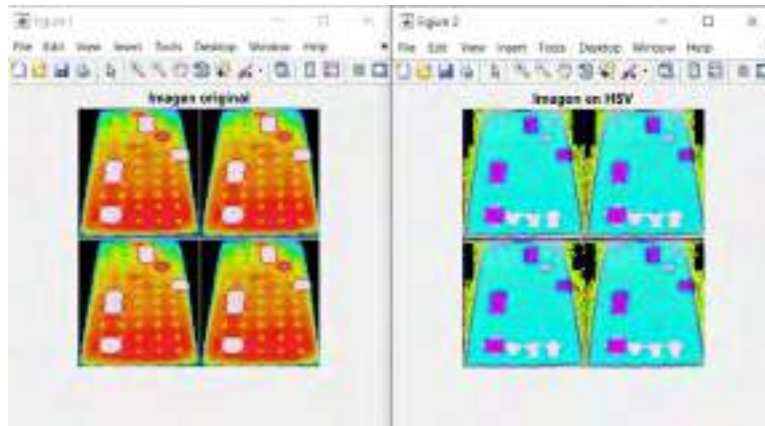 Figure 1
File Edit View Insert Tools Desktop Window Help
Imagen original
Figure 2
File Edit View Insert Tools Desktop Window Help
Imagen en HSV